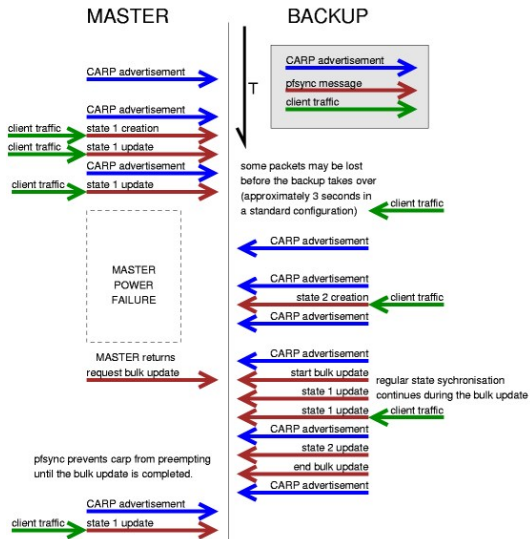 MASTER
BACKUP
CARP advertisement
T
CARP advertisement
pfsync message
client traffic
CARP advertisement
client traffic
state 1 creation
client traffic
state 1 update
CARP advertisement
client traffic
state 1 update
some packets may be lost
before the backup takes over
(approximately 3 seconds in
a standard configuration)
client traffic
MASTER
POWER
FAILURE
CARP advertisement
CARP advertisement
state 2 creation
client traffic
CARP advertisement
MASTER returns
request bulk update
CARP advertisement
start bulk update
regular state sychronisation
continues during the bulk update
state 1 update
state 1 update
client traffic
CARP advertisement
state 2 update
end bulk update
CARP advertisement
pfsync prevents carp from preempting
until the bulk update is completed.
CARP advertisement
client traffic
state 1 update